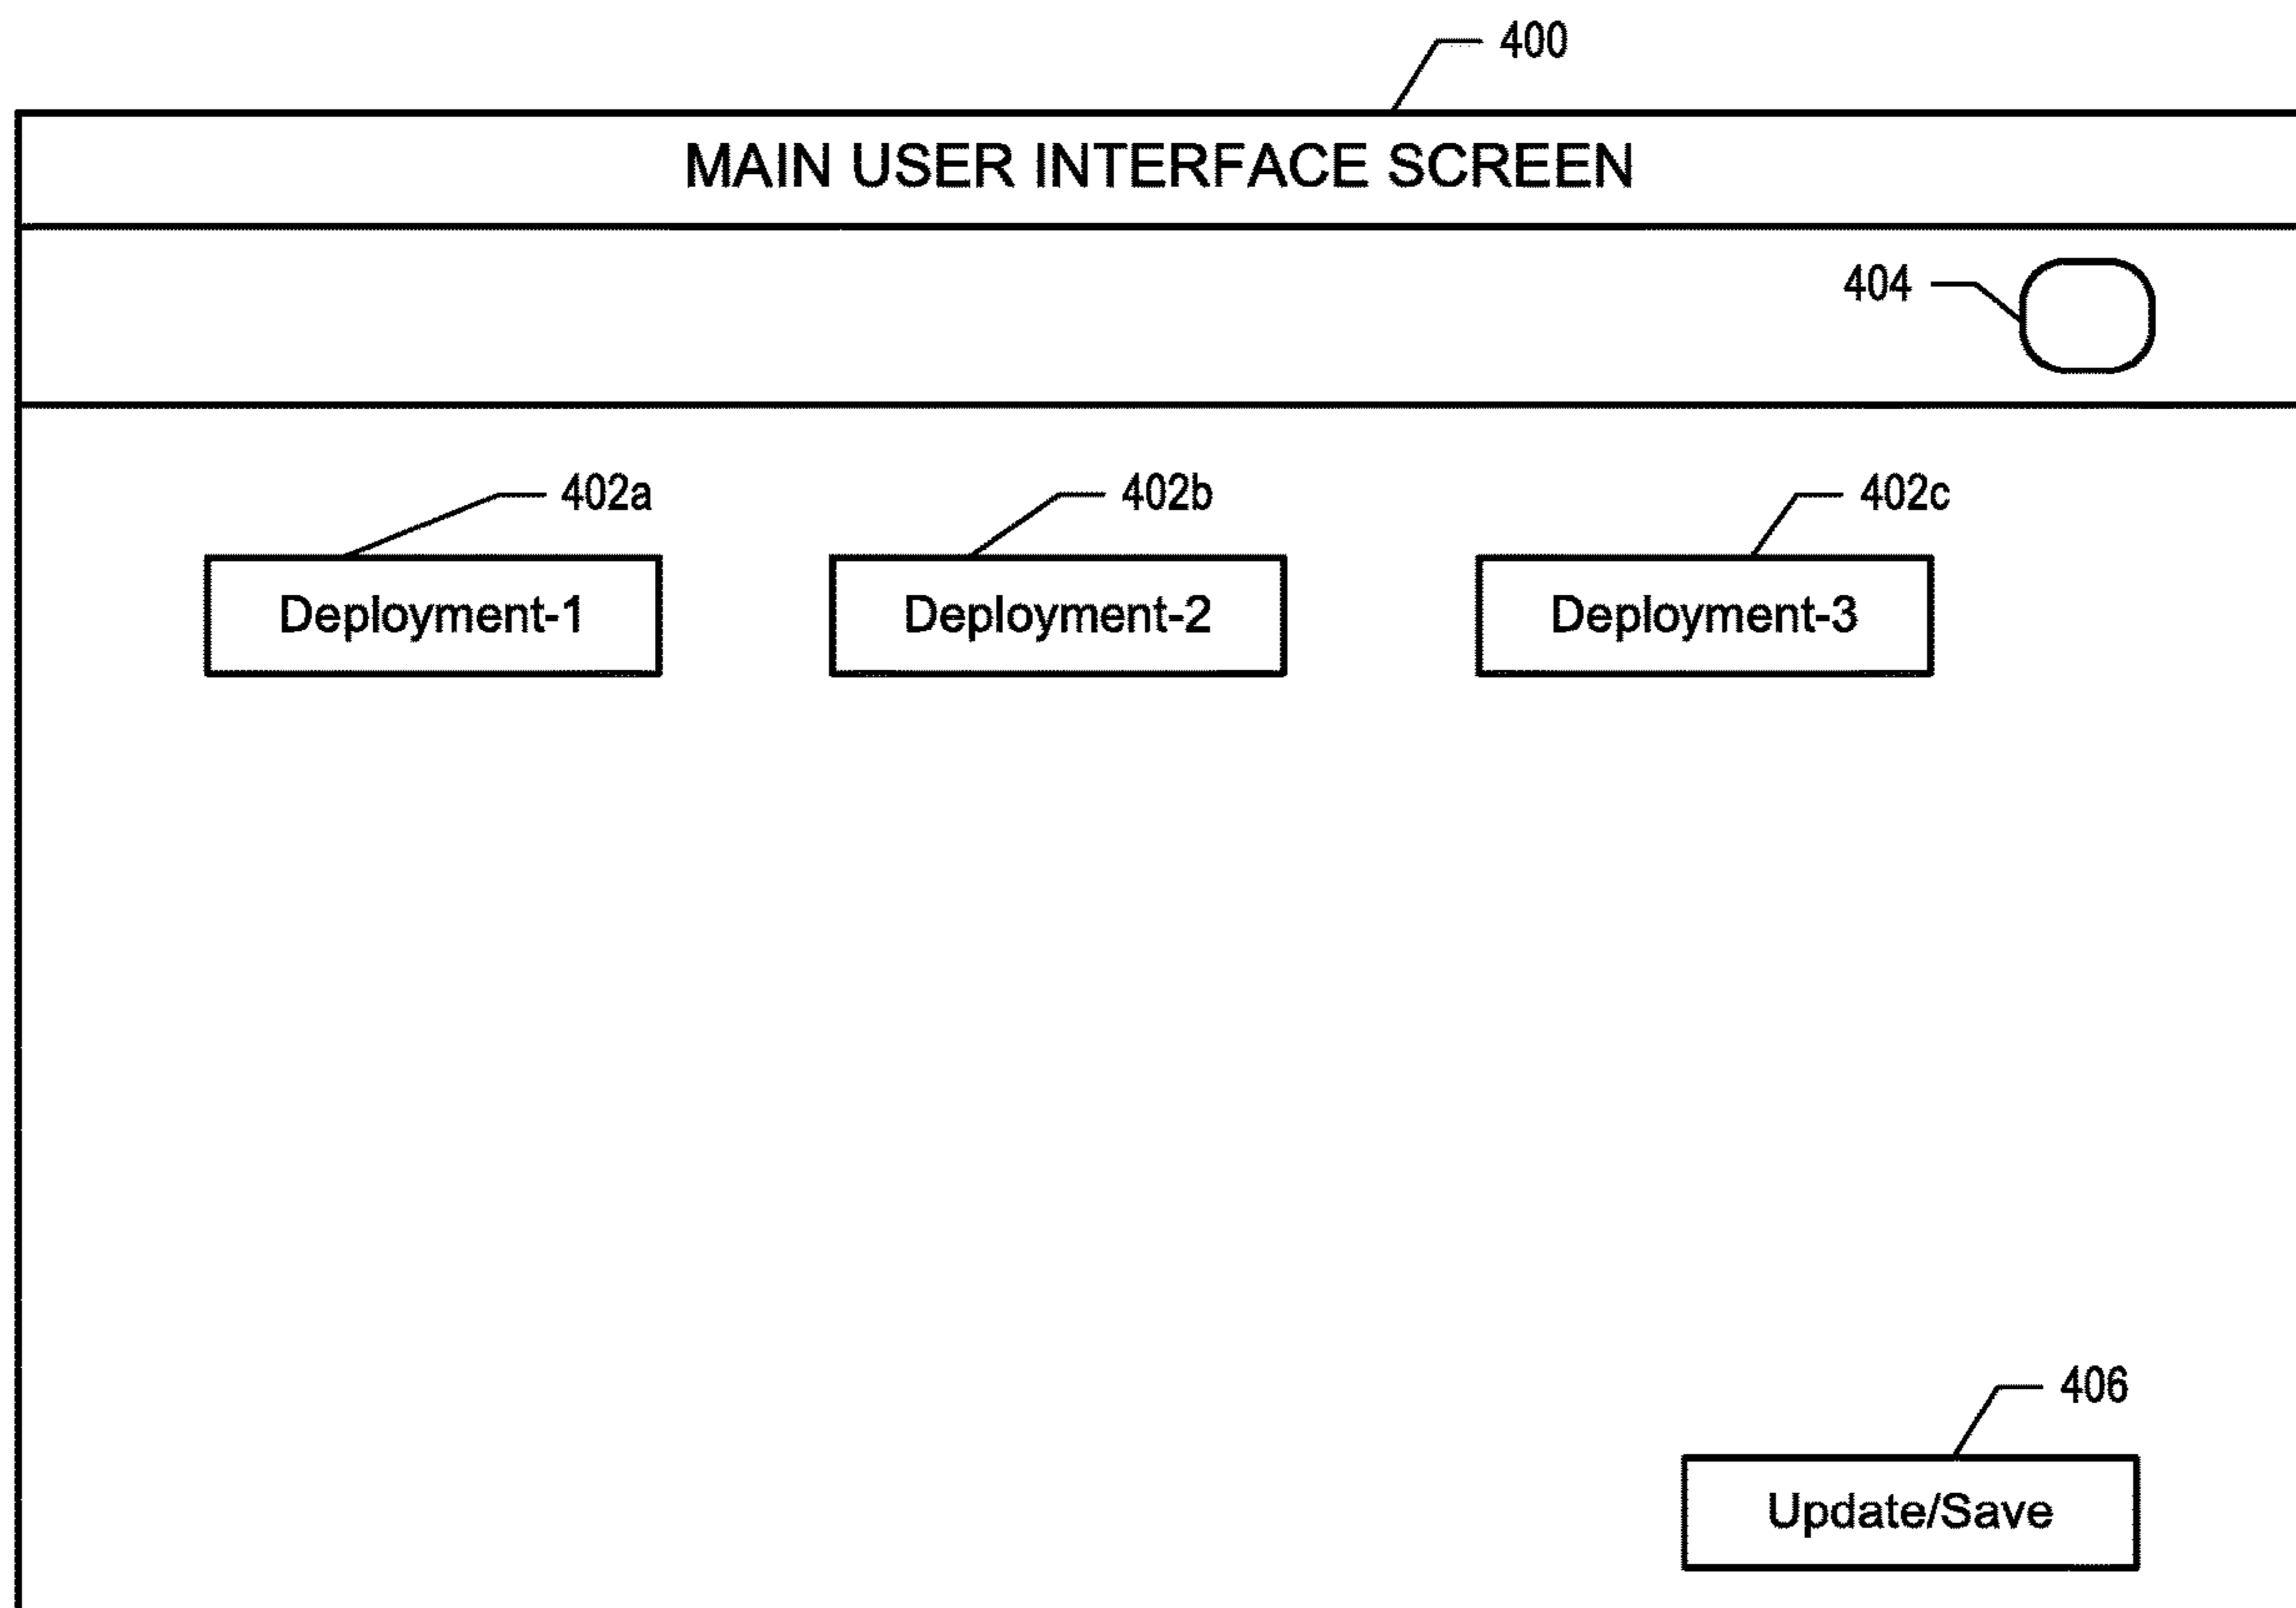 400
MAIN USER INTERFACE SCREEN
404
402a 402b 402c
Deployment-1 Deployment-2 Deployment-3
406
Update/Save